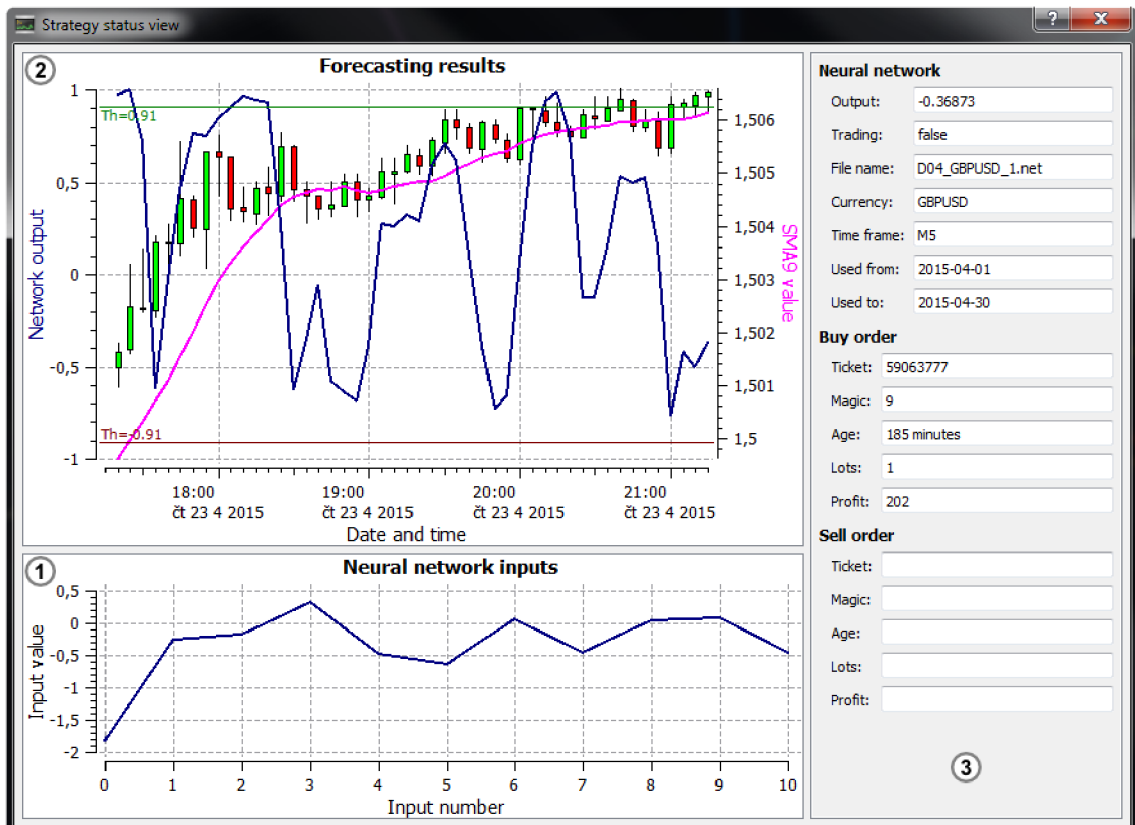 Strategy status view
?
X
2
Forecasting results
1
0,5
0
-0,5
-1
Network output
Th=0.91
Th=-0.91
1,506
1,505
1,504
1,503
1,502
1,501
1,5
SMA9 value
18:00 19:00 20:00 21:00
čt 23 4 2015 čt 23 4 2015 čt 23 4 2015 čt 23 4 2015
Date and time
1
Neural network inputs
0,5
0
-0,5
-1
-1,5
-2
Input value
0 1 2 3 4 5 6 7 8 9 10
Input number
Neural network
Output: -0.36873
Trading: false
File name: D04_GBPUSD_1.net
Currency: GBPUSD
Time frame: M5
Used from: 2015-04-01
Used to: 2015-04-30
Buy order
Ticket: 59063777
Magic: 9
Age: 185 minutes
Lots: 1
Profit: 202
Sell order
Ticket:
Magic:
Age:
Lots:
Profit:
3